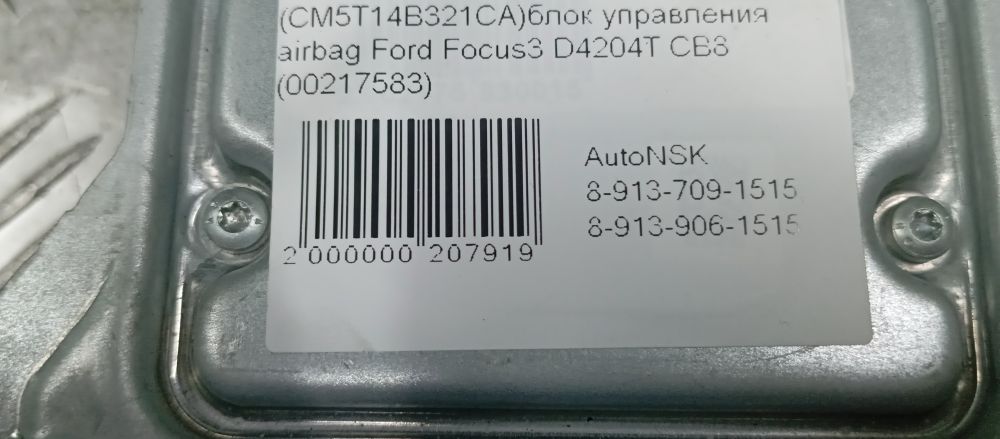 (CM5T14B321CA)блок управления
airbag Ford Focus3 D4204T CB8
(00217583)
AutoNSK
8-913-709-1515
8-913-906-1515
2 000000 207919